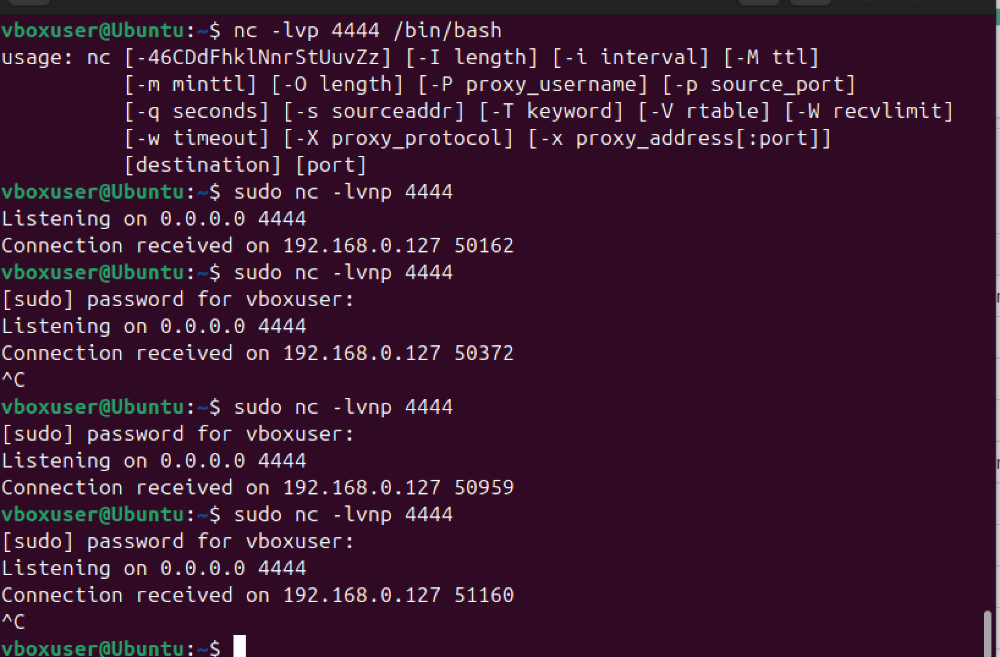 vboxuser@Ubuntu:~$ nc -lvp 4444 /bin/bash
usage: nc [-46CDdFhklNnrStUuvZz] [-I length] [-i interval] [-M ttl]
          [-m minttl] [-O length] [-P proxy_username] [-p source_port]
          [-q seconds] [-s sourceaddr] [-T keyword] [-V rtable] [-W recvlimit]
          [-w timeout] [-X proxy_protocol] [-x proxy_address[:port]]
          [destination] [port]
vboxuser@Ubuntu:~$ sudo nc -lvnp 4444
Listening on 0.0.0.0 4444
Connection received on 192.168.0.127 50162
vboxuser@Ubuntu:~$ sudo nc -lvnp 4444
[sudo] password for vboxuser:
Listening on 0.0.0.0 4444
Connection received on 192.168.0.127 50372
^C
vboxuser@Ubuntu:~$ sudo nc -lvnp 4444
[sudo] password for vboxuser:
Listening on 0.0.0.0 4444
Connection received on 192.168.0.127 50959
vboxuser@Ubuntu:~$ sudo nc -lvnp 4444
[sudo] password for vboxuser:
Listening on 0.0.0.0 4444
Connection received on 192.168.0.127 51160
^C
vboxuser@Ubuntu:~$